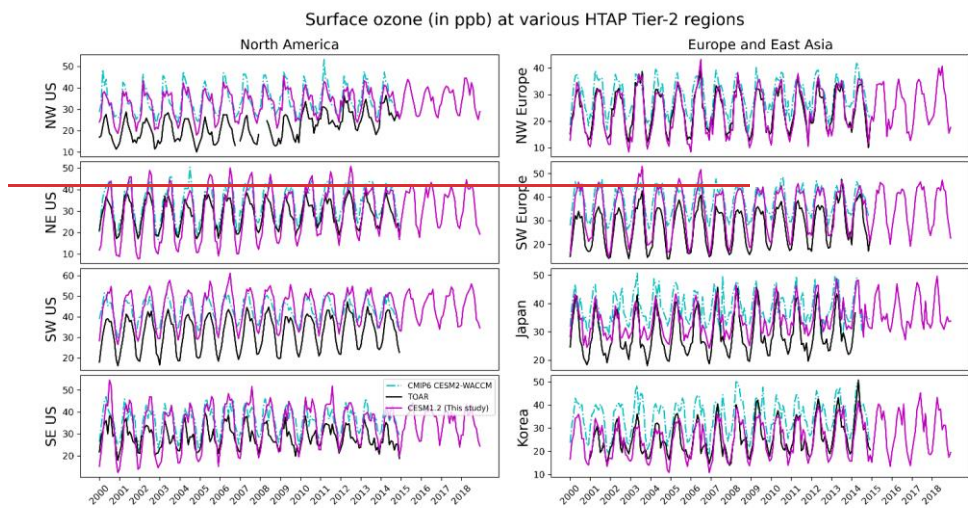 Surface ozone (in ppb) at various HTAP Tier-2 regions
North America
Europe and East Asia
NW US
50
40
30
20
10
NW Europe
40
30
20
10
NE US
50
40
30
20
10
SW Europe
50
40
30
20
SW US
60
50
40
30
20
Japan
50
40
30
20
SE US
50
40
30
20
CMIP6 CESM2-WACCM
TOAR
CESM1.2 (This study)
Korea
50
40
30
20
10
2000 2001 2002 2003 2004 2005 2006 2007 2008 2009 2010 2011 2012 2013 2014 2015 2016 2017 2018
2000 2001 2002 2003 2004 2005 2006 2007 2008 2009 2010 2011 2012 2013 2014 2015 2016 2017 2018